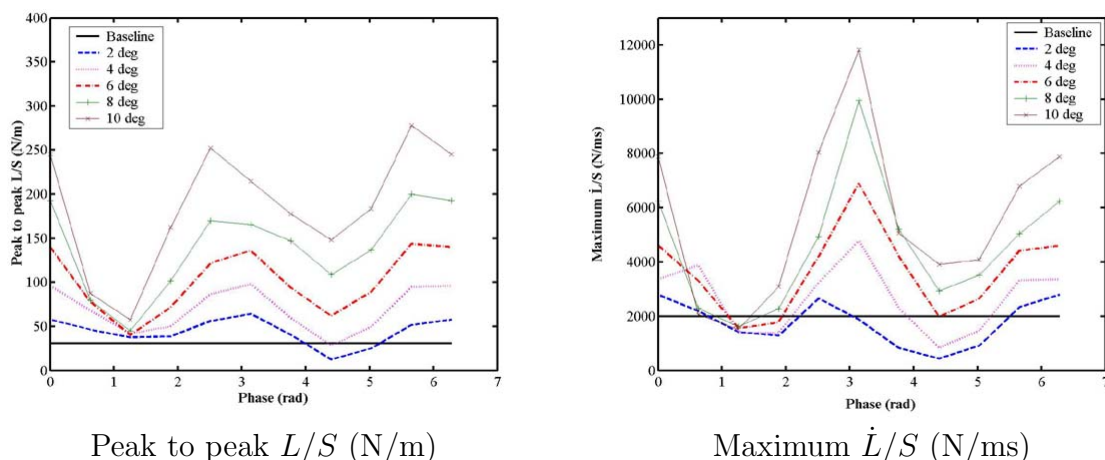 400
350
300
250
200
150
100
50
0
Peak to peak L/S (N/m)
Baseline
2 deg
4 deg
6 deg
8 deg
10 deg
0 1 2 3 4 5 6 7
Phase (rad)
Peak to peak L/S (N/m)
12000
10000
8000
6000
4000
2000
0
Maximum L̇/S (N/ms)
Baseline
2 deg
4 deg
6 deg
8 deg
10 deg
0 1 2 3 4 5 6 7
Phase (rad)
Maximum L̇/S (N/ms)